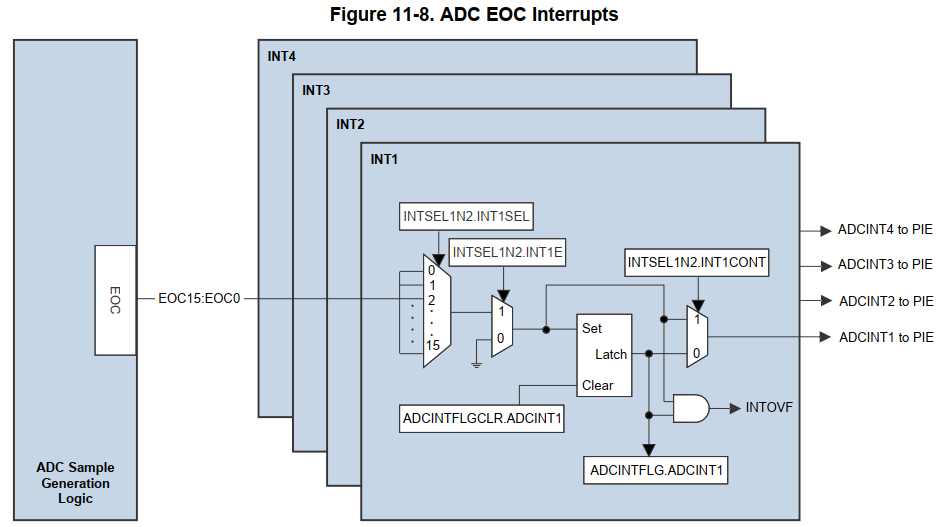 Figure 11-8. ADC EOC Interrupts
INT4
INT3
INT2
INT1
INTSEL1N2.INT1SEL
INTSEL1N2.INT1E
INTSEL1N2.INT1CONT
0
1
2
15
1
0
EOC
EOC15:EOC0
Set
Latch
Clear
1
0
ADCINT4 to PIE
ADCINT3 to PIE
ADCINT2 to PIE
ADCINT1 to PIE
ADCINTFLGCLR.ADCINT1
INTOVF
ADCINTFLG.ADCINT1
ADC Sample
Generation
Logic